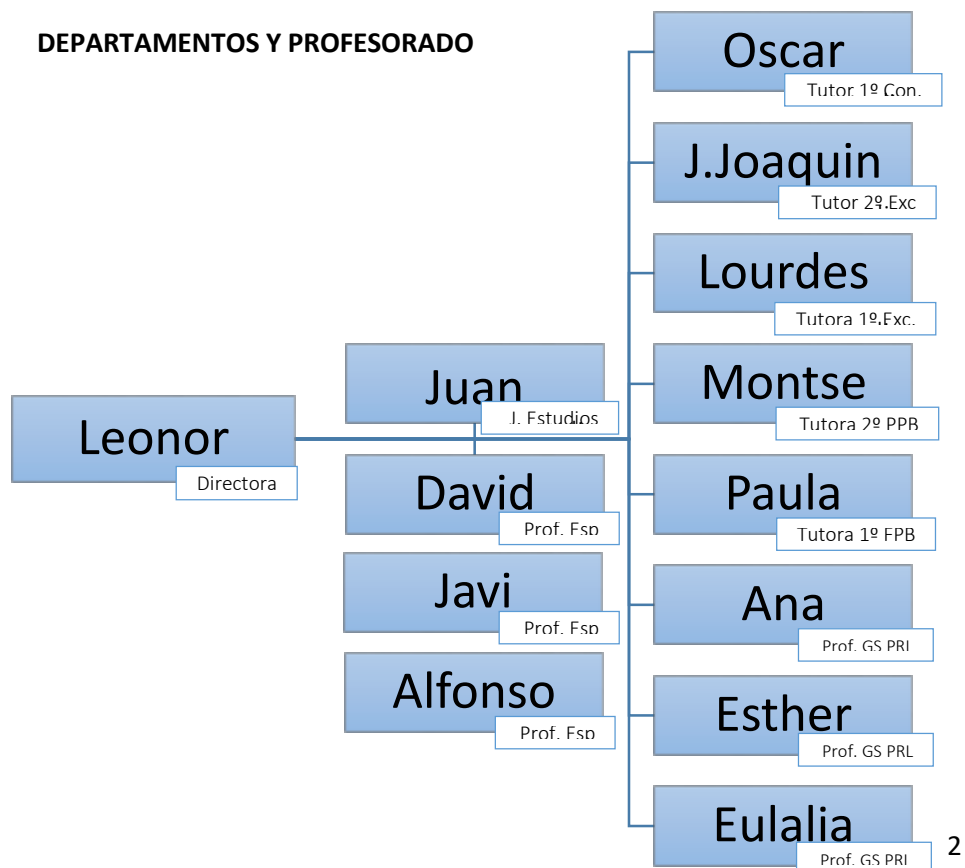 DEPARTAMENTOS Y PROFESORADO
Oscar
Tutor 1º Con.
J.Joaquin
Tutor 2º.Exc
Lourdes
Tutora 1º.Exc.
Juan
J. Estudios
Montse
Tutora 2º PPB
Leonor
Directora
David
Prof. Esp
Paula
Tutora 1º FPB
Javi
Prof. Esp
Ana
Prof. GS PRL
Alfonso
Prof. Esp
Esther
Prof. GS PRL
Eulalia
Prof. GS PRL
2